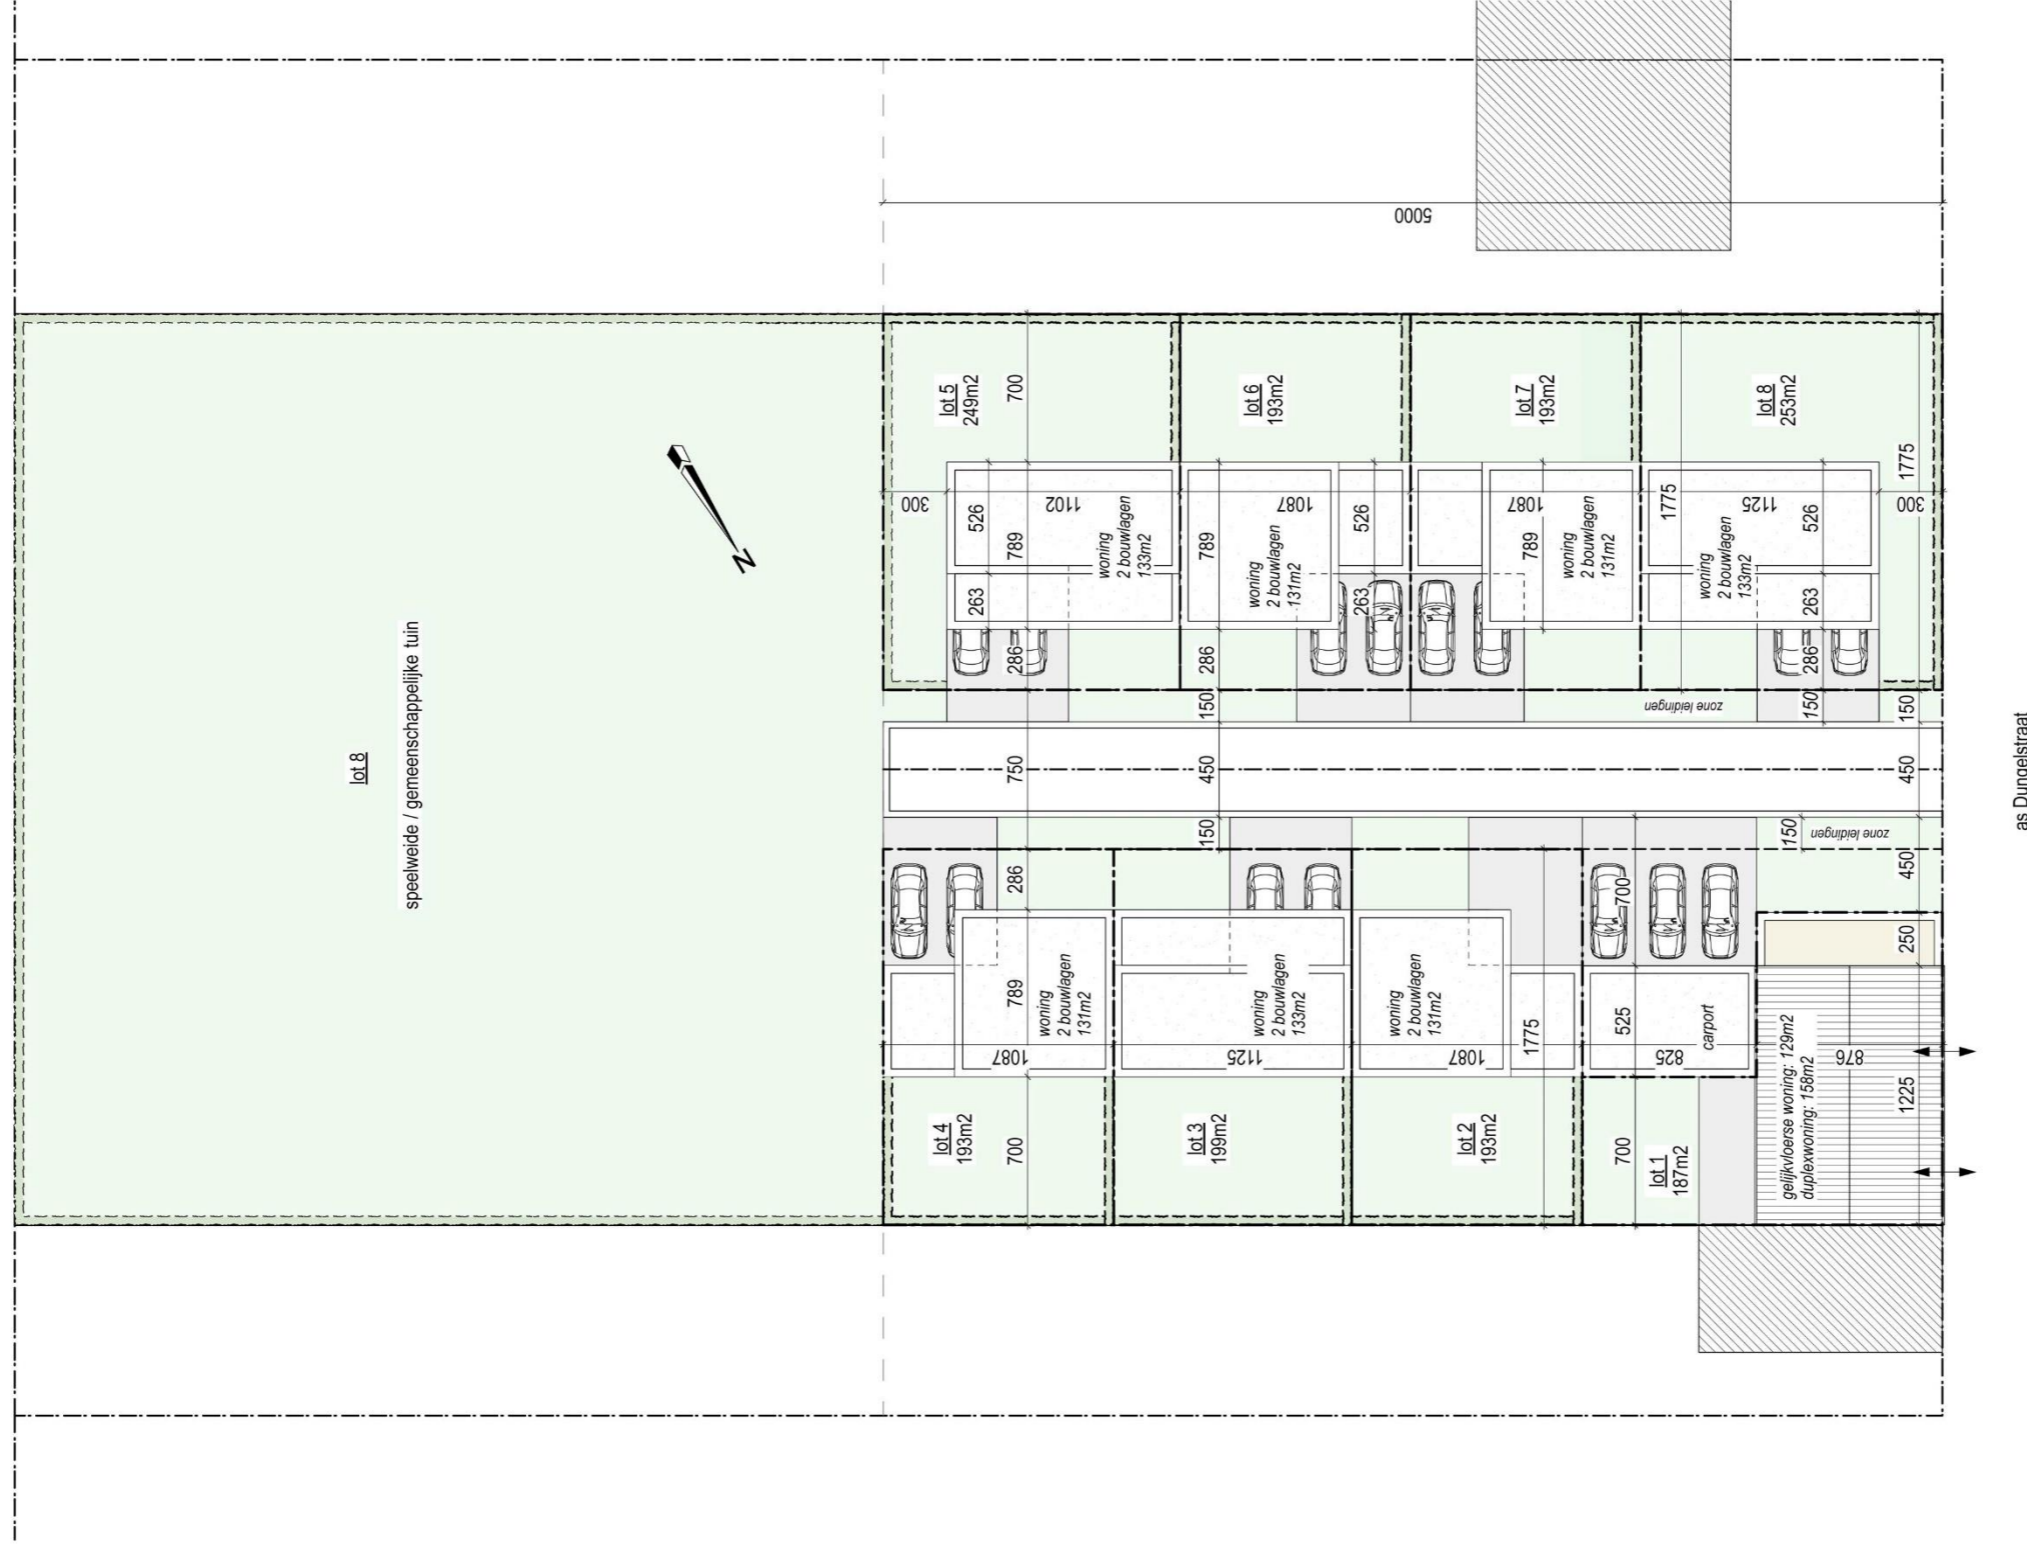 5000
lot 5
249m2
700
lot 6
193m2
lot 7
193m2
lot 8
253m2
1775
300
526
789
1102
woning
2 bouwlagen
133m2
263
286
789
1087
526
woning
2 bouwlagen
131m2
263
286
1087
789
woning
2 bouwlagen
131m2
1775
1125
526
300
woning
2 bouwlagen
133m2
263
286
N
150
zone leidingen
150
150
lot 8
speelweide / gemeenschappelijke tuin
750
450
450
150
150
zone leidingen
286
700
450
789
woning
2 bouwlagen
131m2
1087
woning
2 bouwlagen
133m2
1125
woning
2 bouwlagen
131m2
1087
1775
525
825
carport
250
gelijkvloerse woning: 129m2
duplexwoning: 158m2
876
1225
lot 4
193m2
700
lot 3
199m2
lot 2
193m2
700
lot 1
187m2
as Dungelstraat